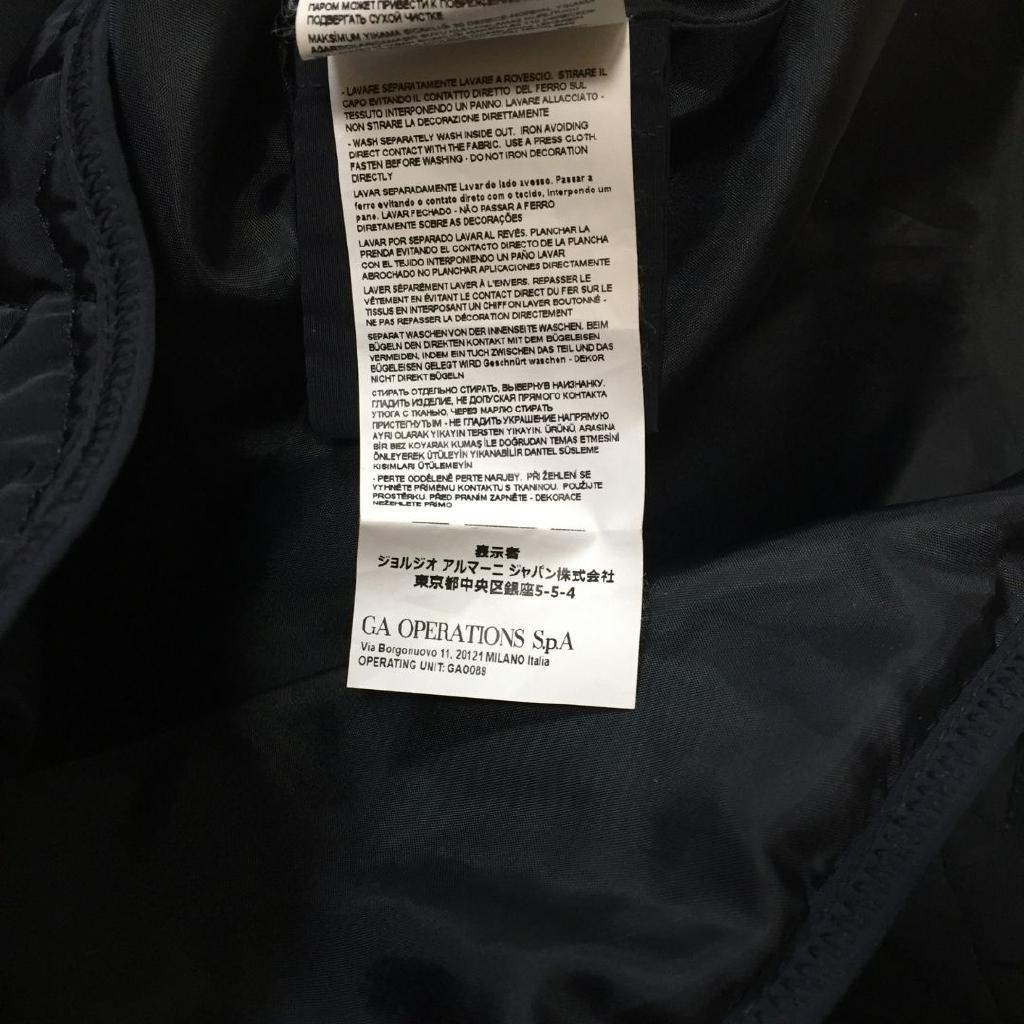 ПАРОМ МОЖЕТ ПРИВЕСТИ К ПОВРЕЖДЕНИ
ПОДВЕРГАТЬ СУХОЙ ЧИСТКЕ
MAKSİMUM YIKAMA
- LAVARE SEPARATAMENTE LAVARE A ROVESCIO. STIRARE IL
CAPO EVITANDO IL CONTATTO DIRETTO DEL FERRO SUL
TESSUTO INTERPONENDO UN PANNO. LAVARE ALLACCIATO -
NON STIRARE LA DECORAZIONE DIRETTAMENTE
- WASH SEPARATELY WASH INSIDE OUT. IRON AVOIDING
DIRECT CONTACT WITH THE FABRIC. USE A PRESS CLOTH.
FASTEN BEFORE WASHING - DO NOT IRON DECORATION
DIRECTLY
LAVAR SEPARADAMENTE Lavar do lado avesso. Passar a
ferro evitando o contato direto com o tecido, interpondo um
pano. LAVAR FECHADO - NÃO PASSAR A FERRO
DIRETAMENTE SOBRE AS DECORAÇÕES
LAVAR POR SEPARADO LAVAR AL REVÉS. PLANCHAR LA
PRENDA EVITANDO EL CONTACTO DIRECTO DE LA PLANCHA
CON EL TEJIDO INTERPONIENDO UN PAÑO LAVAR
ABROCHADO NO PLANCHAR APLICACIONES DIRECTAMENTE
LAVER SÉPARÉMENT LAVER À L'ENVERS. REPASSER LE
VÊTEMENT EN ÉVITANT LE CONTACT DIRECT DU FER SUR LE
TISSUS EN INTERPOSANT UN CHIFFON LAVER BOUTONNÉ -
NE PAS REPASSER LA DÉCORATION DIRECTEMENT
SEPARAT WASCHEN VON DER INNENSEITE WASCHEN. BEIM
BÜGELN DEN DIREKTEN KONTAKT MIT DEM BÜGELEISEN
VERMEIDEN, INDEM EIN TUCH ZWISCHEN DAS TEIL UND DAS
BÜGELEISEN GELEGT WIRD Geschnürt waschen - DEKOR
NICHT DIREKT BÜGELN
СТИРАТЬ ОТДЕЛЬНО СТИРАТЬ, ВЫВЕРНУВ НАИЗНАНКУ.
ГЛАДИТЬ ИЗДЕЛИЕ, НЕ ДОПУСКАЯ ПРЯМОГО КОНТАКТА
УТЮГА С ТКАНЬЮ, ЧЕРЕЗ МАРЛЮ СТИРАТЬ
ПРИСТЕГНУТЫМ - НЕ ГЛАДИТЬ УКРАШЕНИЕ НАПРЯМУЮ
AYRI OLARAK YIKAYIN TERSTEN YIKAYIN. ÜRÜNÜ, ARASINA
BİR BEZ KOYARAK KUMAŞ İLE DOĞRUDAN TEMAS ETMESİNİ
ÖNLEYEREK ÜTÜLEYİN YIKANABİLİR DANTEL SÜSLEME
KISIMLARI ÜTÜLEMEYİN
- PERTE ODDĚLENĚ PERTE NARUBY. PŘI ŽEHLENÍ SE
VYHNĚTE PŘÍMÉMU KONTAKTU S TKANINOU. POUŽIJTE
PROSTĚRKU. PŘED PRANÍM ZAPNĚTE - DEKORACE
NEŽEHLETE PŘÍMO
表示者
ジョルジオ アルマーニ ジャパン株式会社
東京都中央区銀座5-5-4
GA OPERATIONS S.p.A
Via Borgonuovo 11, 20121 MILANO Italia
OPERATING UNIT: GAO089